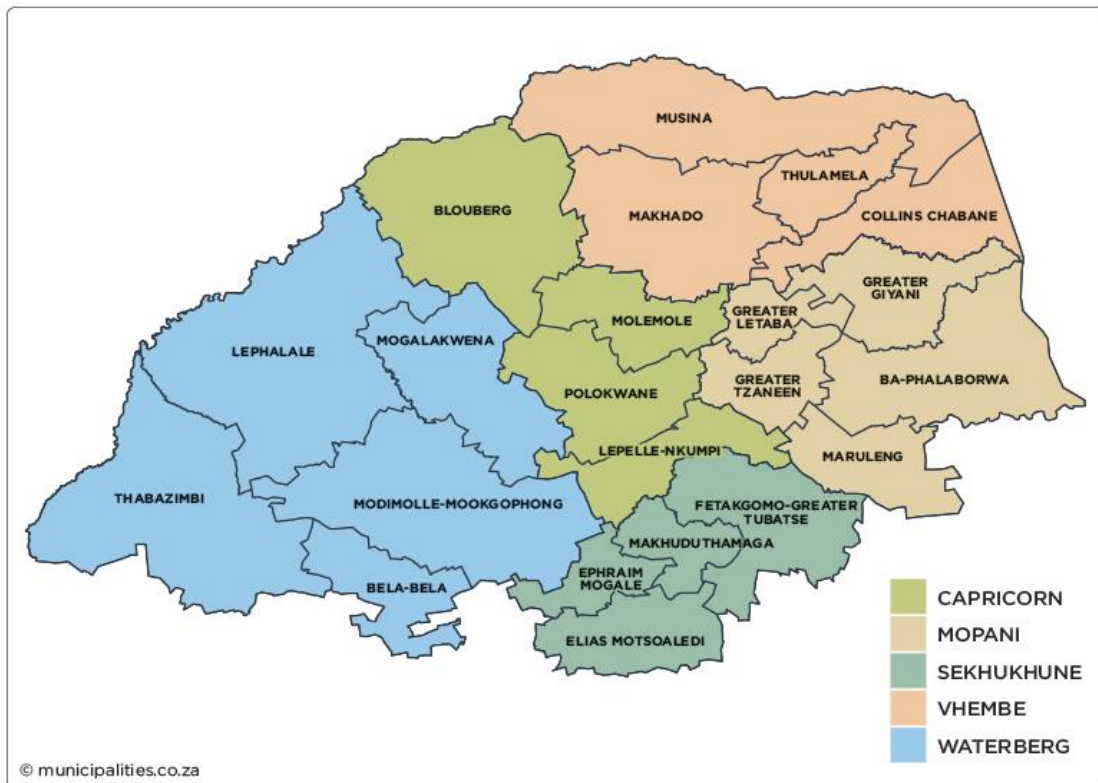 MUSINA
THULAMELA
BLOUBERG
MAKHADO
COLLINS CHABANE
GREATER
GIYANI
MOLEMOLE
GREATER
LETABA
LEPHALALE
MOGALAKWENA
GREATER
TZANEEN
BA-PHALABORWA
POLOKWANE
LEPELLE-NKUMPI
MARULENG
THABAZIMBI
MODIMOLLE-MOOKGOPHONG
FETAKGOMO-GREATER
TUBATSE
MAKHUDUTHAMAGA
EPHRAIM
MOGALE
BELA-BELA
ELIAS MOTSOALEDI
CAPRICORN
MOPANI
SEKHUKHUNE
VHEMBE
WATERBERG
© municipalities.co.za